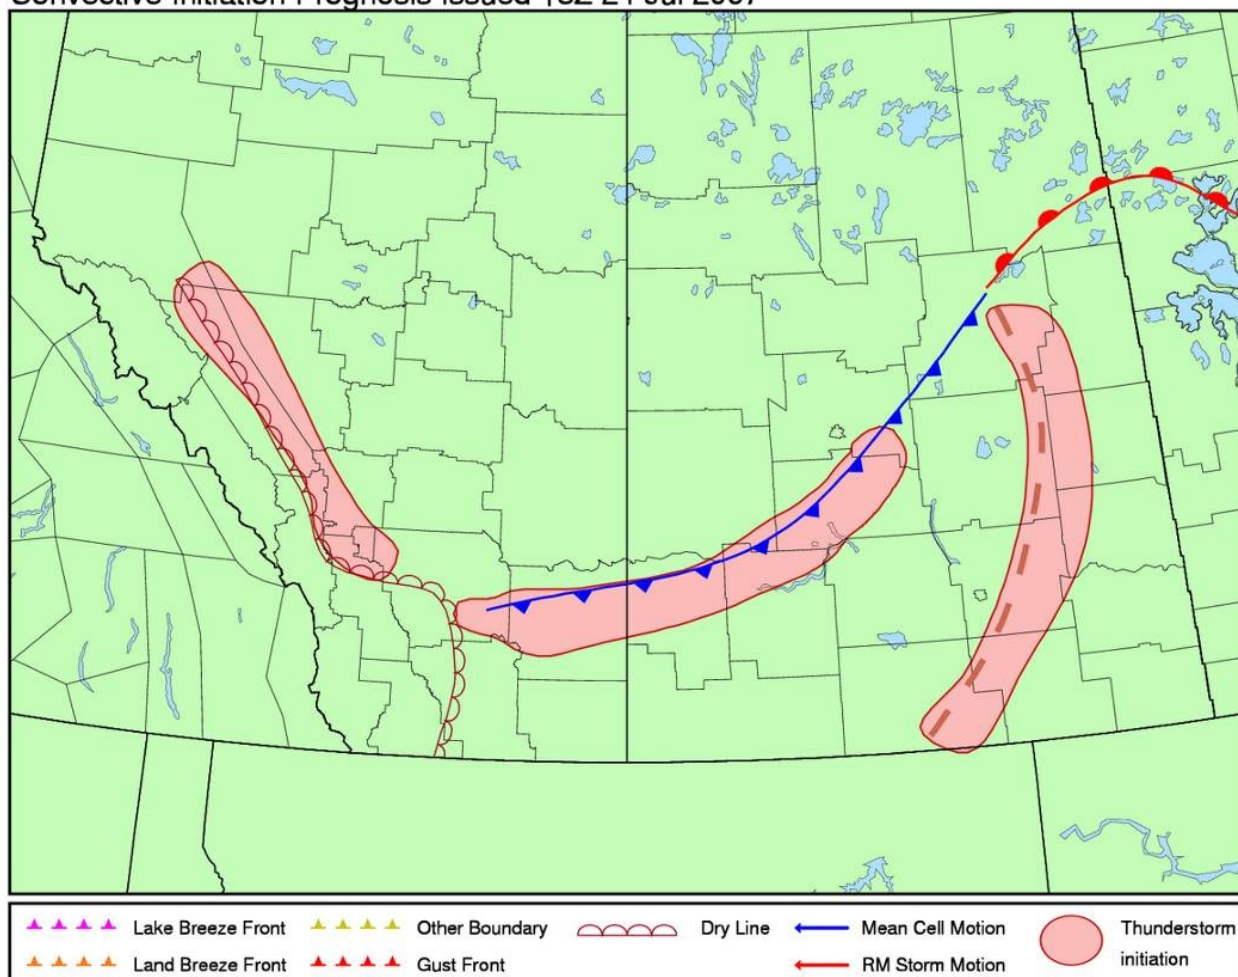 Convective Initiation Prognosis Issued 18Z 21 Jul 2007
Lake Breeze Front
Other Boundary
Dry Line
Mean Cell Motion
Thunderstorm
initiation
Land Breeze Front
Gust Front
RM Storm Motion